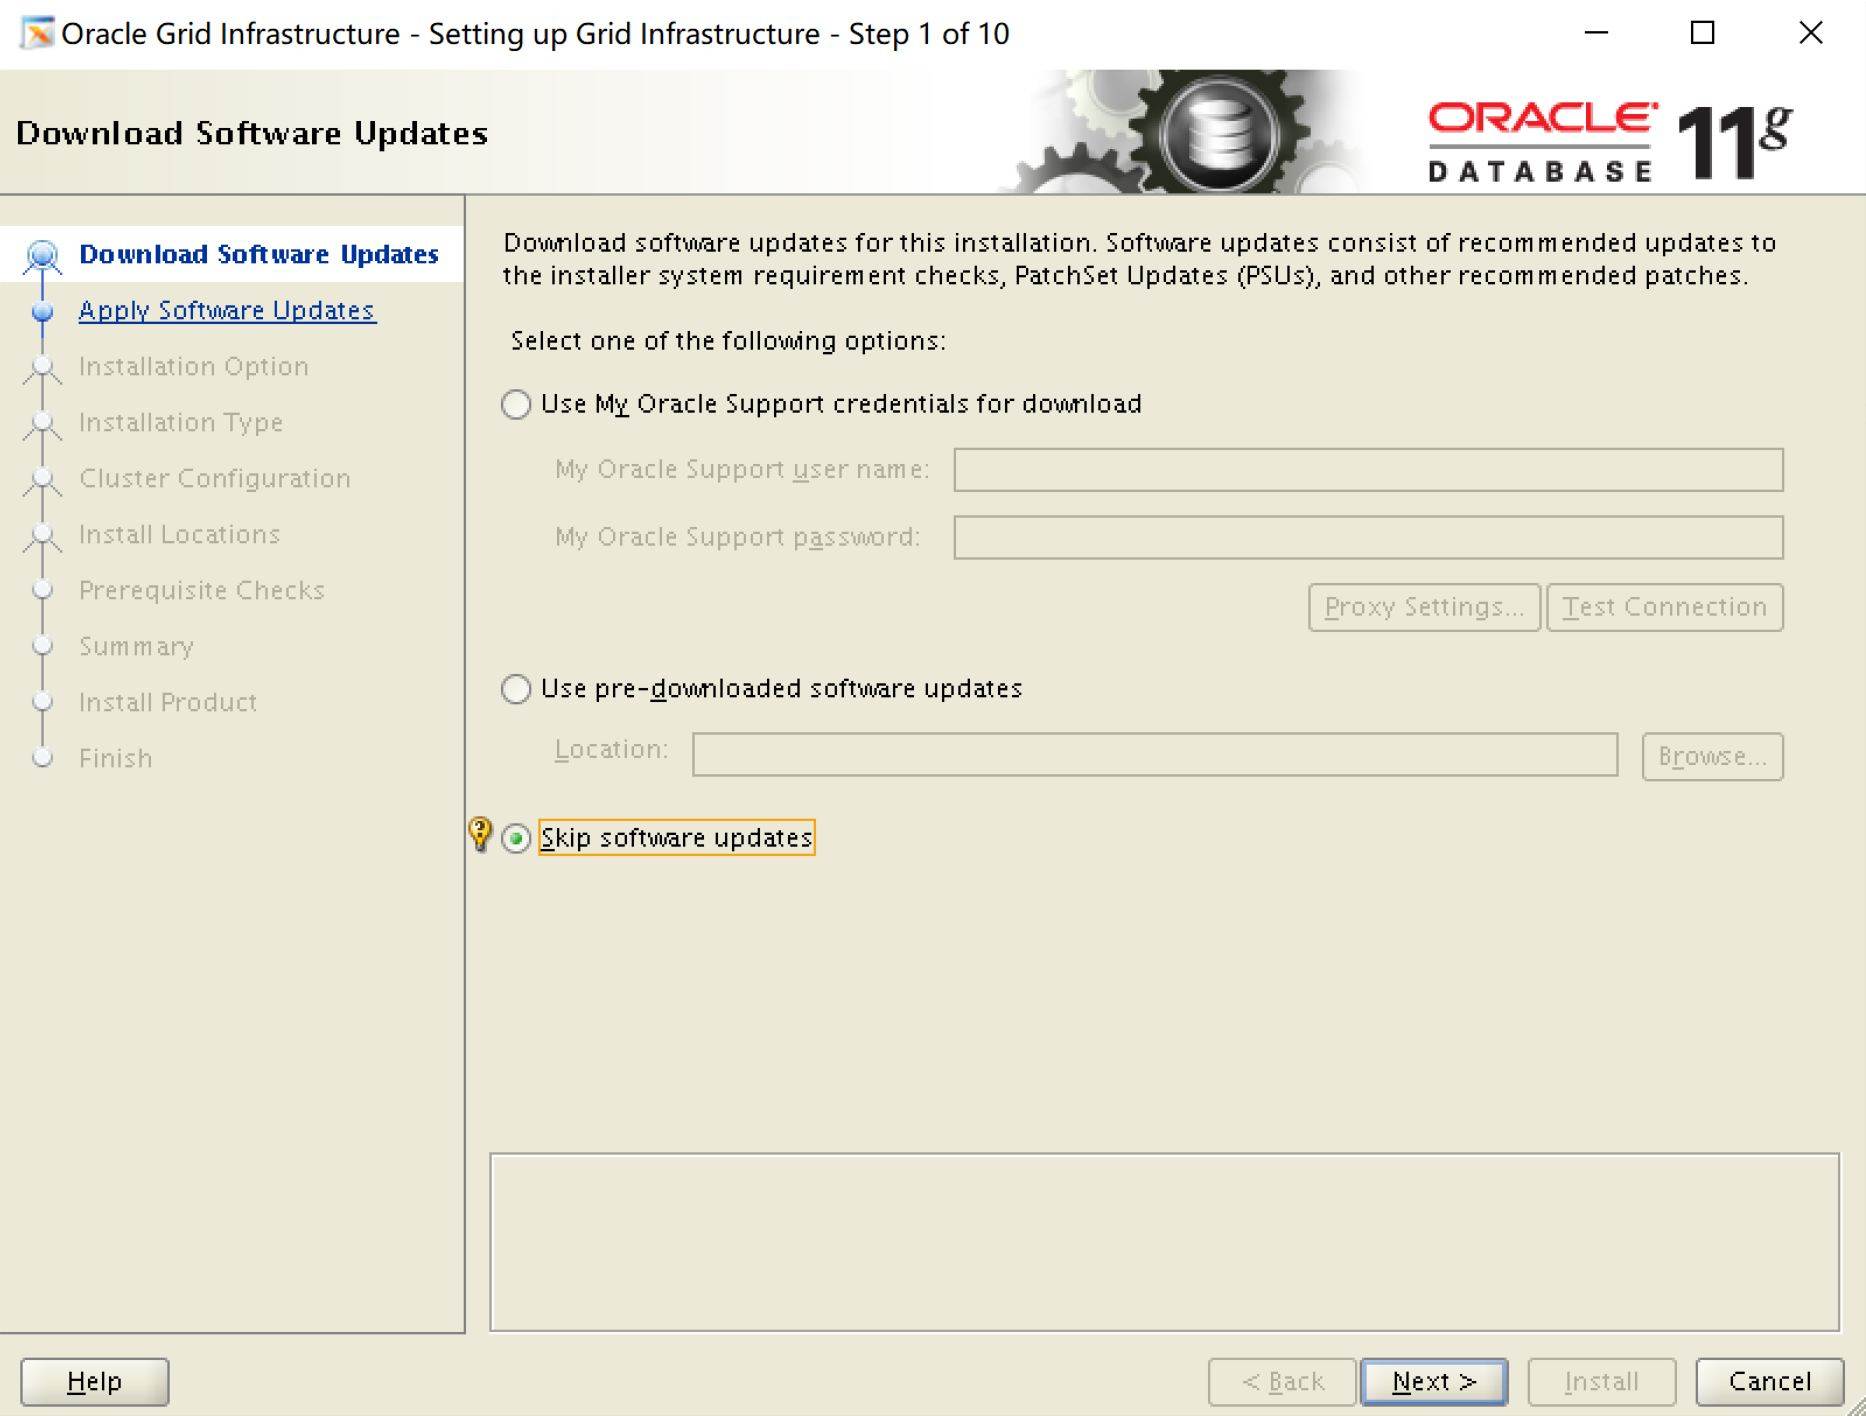 Oracle Grid Infrastructure - Setting up Grid Infrastructure - Step 1 of 10
Download Software Updates
ORACLE
DATABASE
11g
Download Software Updates
Apply Software Updates
Installation Option
Installation Type
Cluster Configuration
Install Locations
Prerequisite Checks
Summary
Install Product
Finish
Download software updates for this installation. Software updates consist of recommended updates to
the installer system requirement checks, PatchSet Updates (PSUs), and other recommended patches.
Select one of the following options:
Use My Oracle Support credentials for download
My Oracle Support user name:
My Oracle Support password:
Proxy Settings... Test Connection
Use pre-downloaded software updates
Location: Browse...
Skip software updates
Help < Back Next > Install Cancel